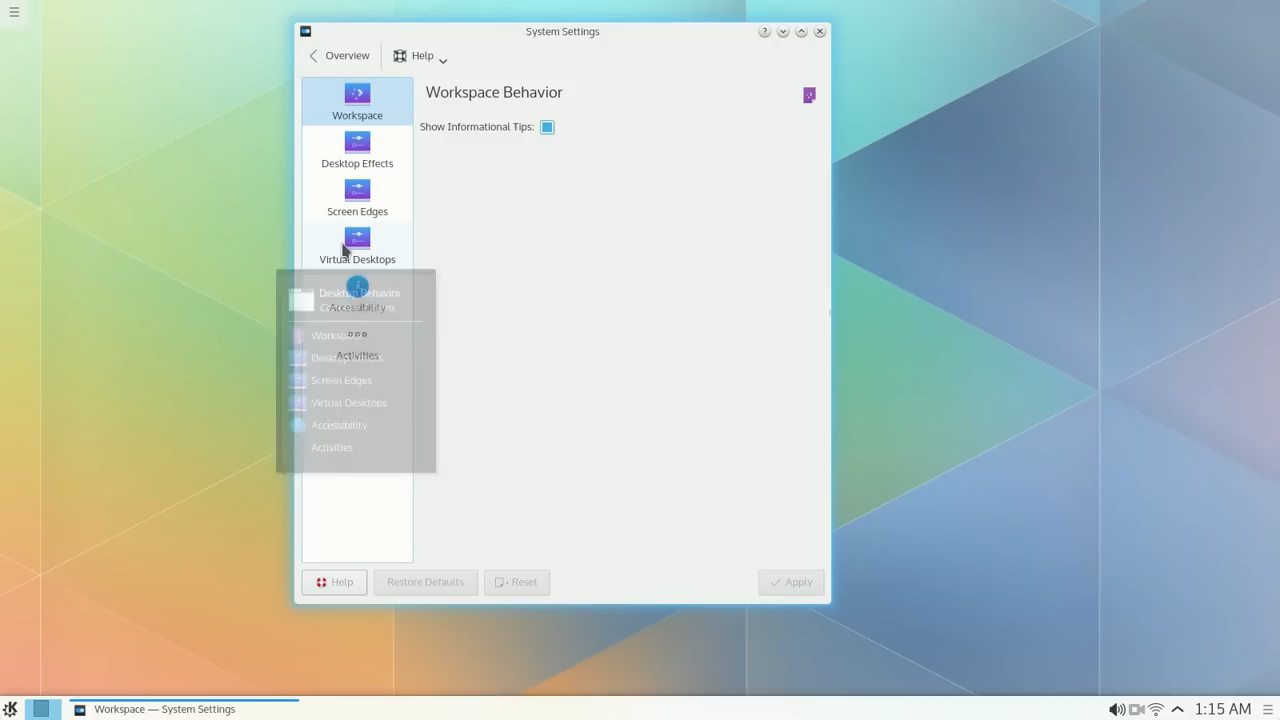 System Settings
Overview
Help
Workspace
Desktop Effects
Screen Edges
Virtual Desktops
Accessibility
Activities
Workspace Behavior
Show Informational Tips:
Desktop Behavior
Workspace
Desktop Effects
Screen Edges
Virtual Desktops
Accessibility
Activities
Help
Restore Defaults
Reset
Apply
Workspace — System Settings
1:15 AM